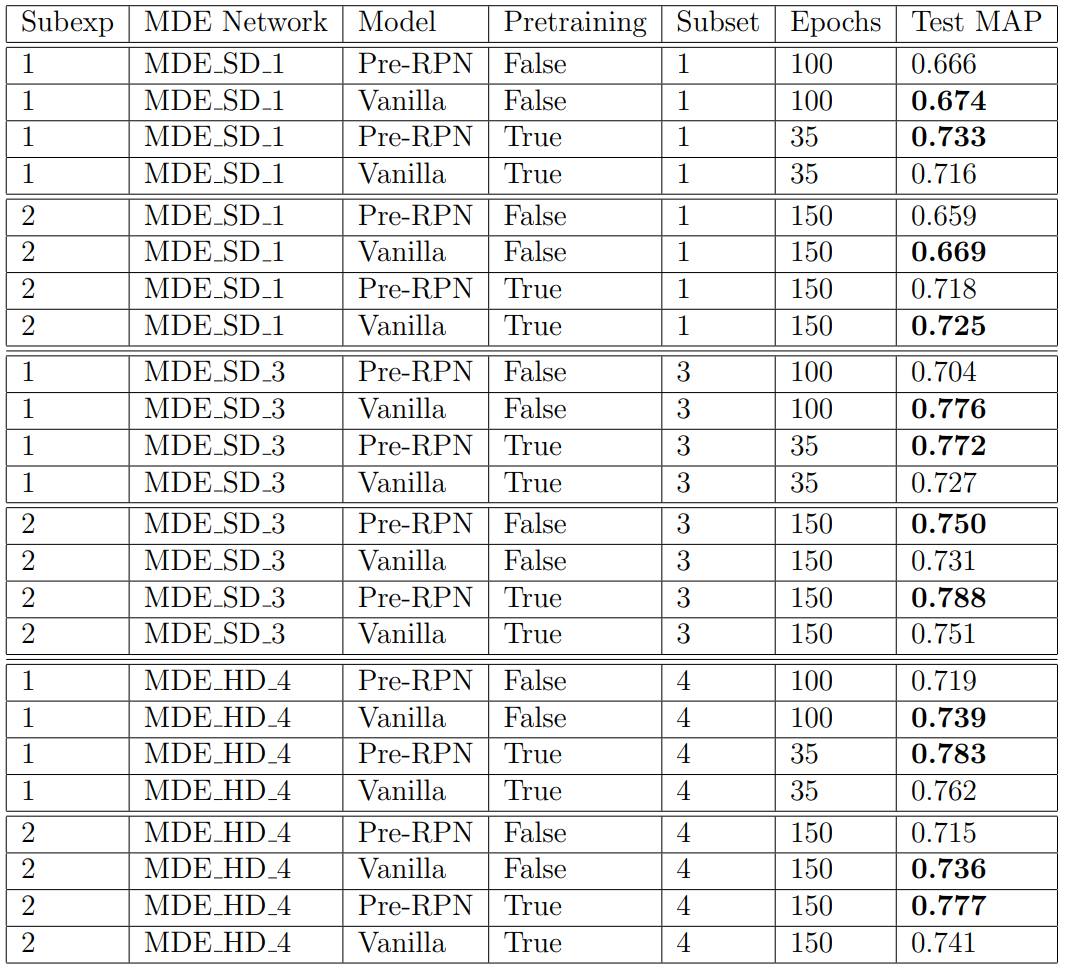 Subexp MDE Network Model Pretraining Subset Epochs Test MAP
1 MDE_SD_1 Pre-RPN False 1 100 0.666
1 MDE_SD_1 Vanilla False 1 100 0.674
1 MDE_SD_1 Pre-RPN True 1 35 0.733
1 MDE_SD_1 Vanilla True 1 35 0.716
2 MDE_SD_1 Pre-RPN False 1 150 0.659
2 MDE_SD_1 Vanilla False 1 150 0.669
2 MDE_SD_1 Pre-RPN True 1 150 0.718
2 MDE_SD_1 Vanilla True 1 150 0.725
1 MDE_SD_3 Pre-RPN False 3 100 0.704
1 MDE_SD_3 Vanilla False 3 100 0.776
1 MDE_SD_3 Pre-RPN True 3 35 0.772
1 MDE_SD_3 Vanilla True 3 35 0.727
2 MDE_SD_3 Pre-RPN False 3 150 0.750
2 MDE_SD_3 Vanilla False 3 150 0.731
2 MDE_SD_3 Pre-RPN True 3 150 0.788
2 MDE_SD_3 Vanilla True 3 150 0.751
1 MDE_HD_4 Pre-RPN False 4 100 0.719
1 MDE_HD_4 Vanilla False 4 100 0.739
1 MDE_HD_4 Pre-RPN True 4 35 0.783
1 MDE_HD_4 Vanilla True 4 35 0.762
2 MDE_HD_4 Pre-RPN False 4 150 0.715
2 MDE_HD_4 Vanilla False 4 150 0.736
2 MDE_HD_4 Pre-RPN True 4 150 0.777
2 MDE_HD_4 Vanilla True 4 150 0.741